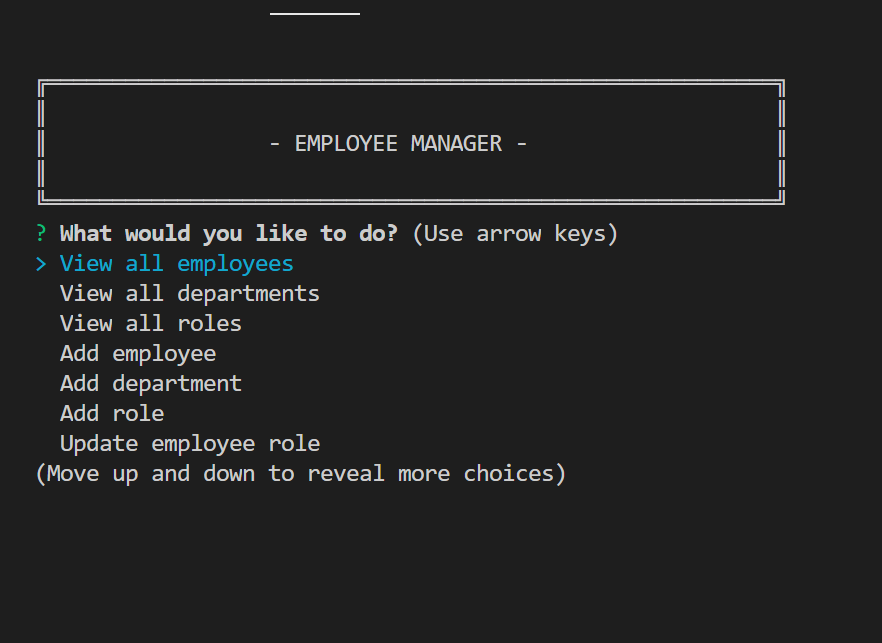 - EMPLOYEE MANAGER -
? What would you like to do? (Use arrow keys)
> View all employees
View all departments
View all roles
Add employee
Add department
Add role
Update employee role
(Move up and down to reveal more choices)